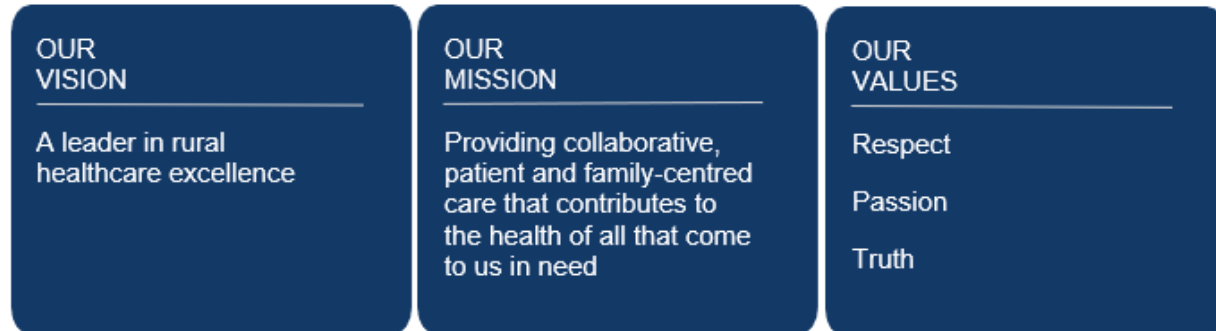 OUR
VISION
A leader in rural
healthcare excellence
OUR
MISSION
Providing collaborative,
patient and family-centred
care that contributes to
the health of all that come
to us in need
OUR
VALUES
Respect
Passion
Truth